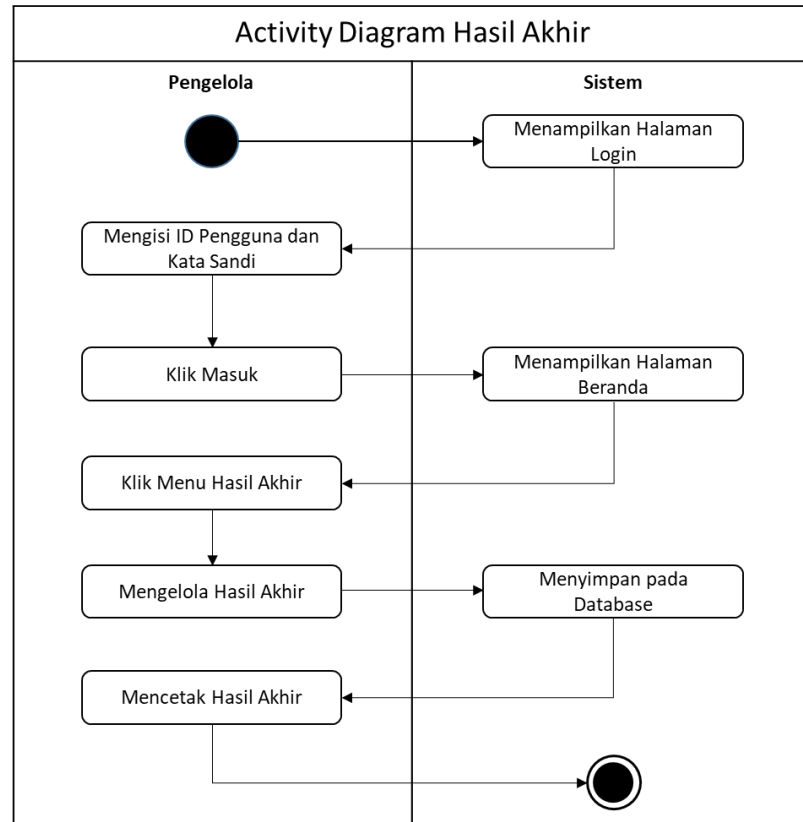 Activity Diagram Hasil Akhir
Pengelola
Sistem
Menampilkan Halaman
Login
Mengisi ID Pengguna dan
Kata Sandi
Klik Masuk
Menampilkan Halaman
Beranda
Klik Menu Hasil Akhir
Mengelola Hasil Akhir
Menyimpan pada
Database
Mencetak Hasil Akhir